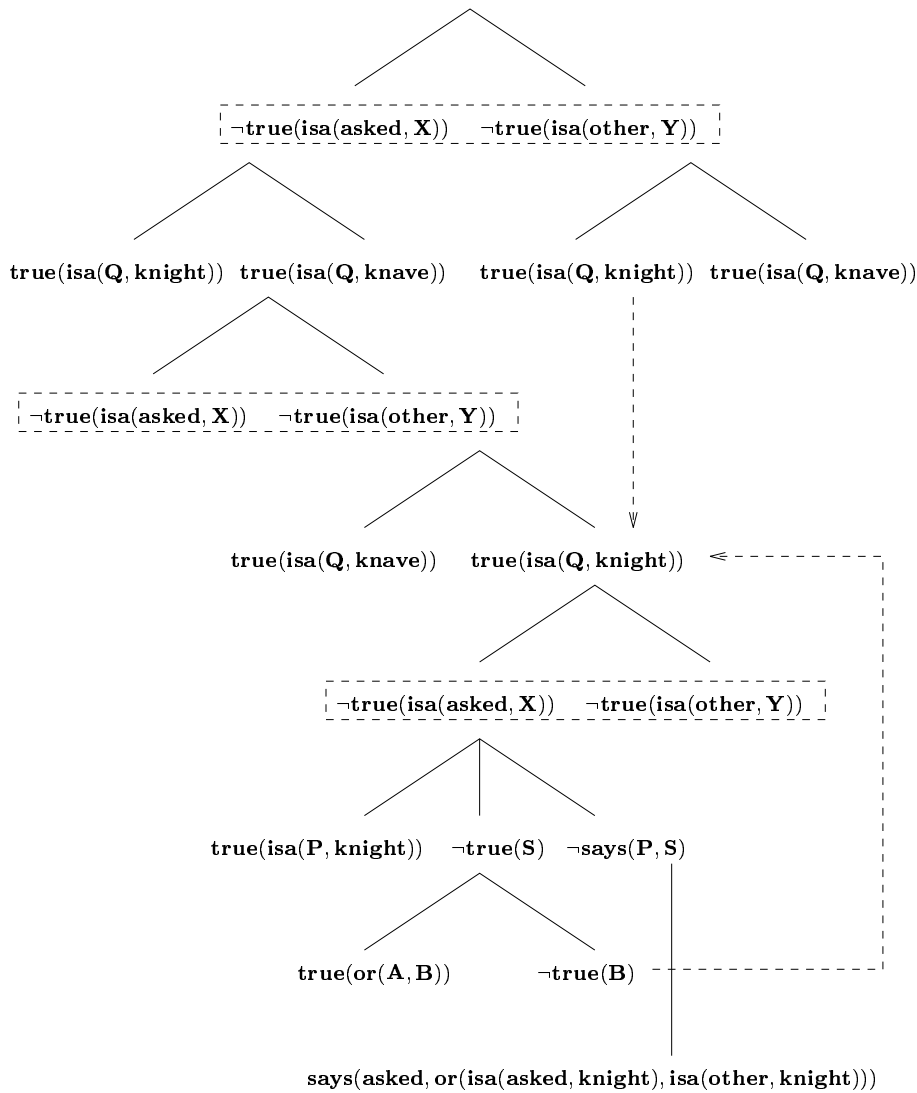 ¬true(isa(asked, X)) ¬true(isa(other, Y))
true(isa(Q, knight)) true(isa(Q, knave)) true(isa(Q, knight)) true(isa(Q, knave))
¬true(isa(asked, X)) ¬true(isa(other, Y))
true(isa(Q, knave)) true(isa(Q, knight))
¬true(isa(asked, X)) ¬true(isa(other, Y))
true(isa(P, knight)) ¬true(S) ¬says(P, S)
true(or(A, B)) ¬true(B)
says(asked, or(isa(asked, knight), isa(other, knight)))